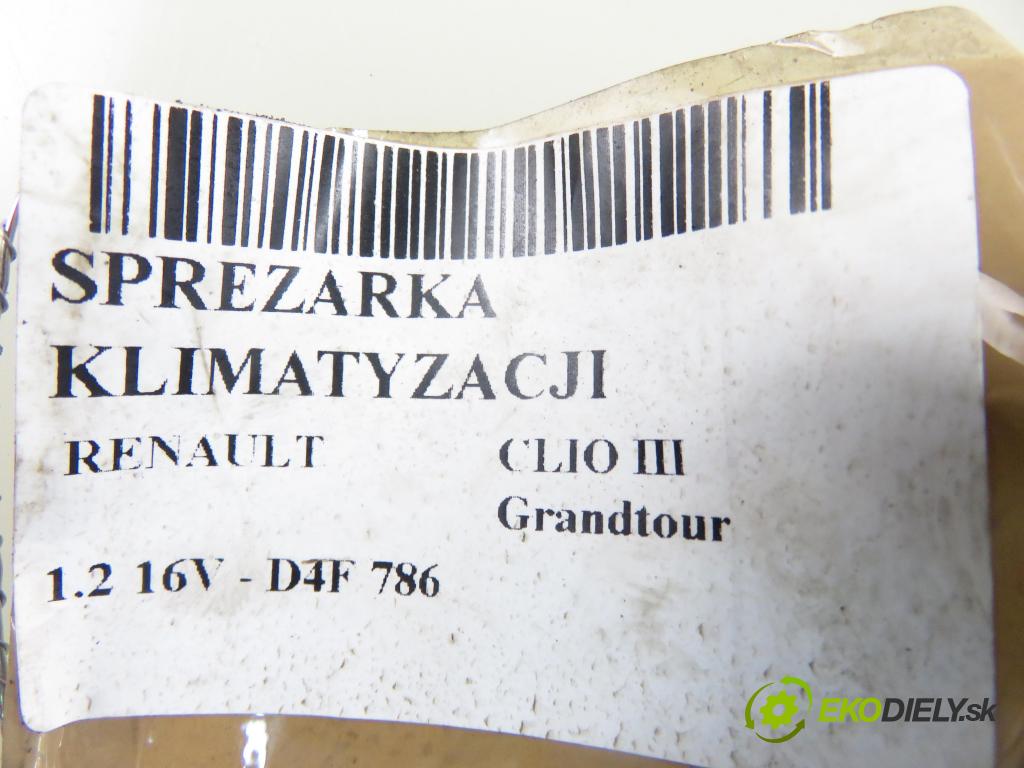 SPREZARKA
KLIMATYZACJI
RENAULT CLIO III
Grandtour
1.2 16V - D4F 786
EKODIELY.sk